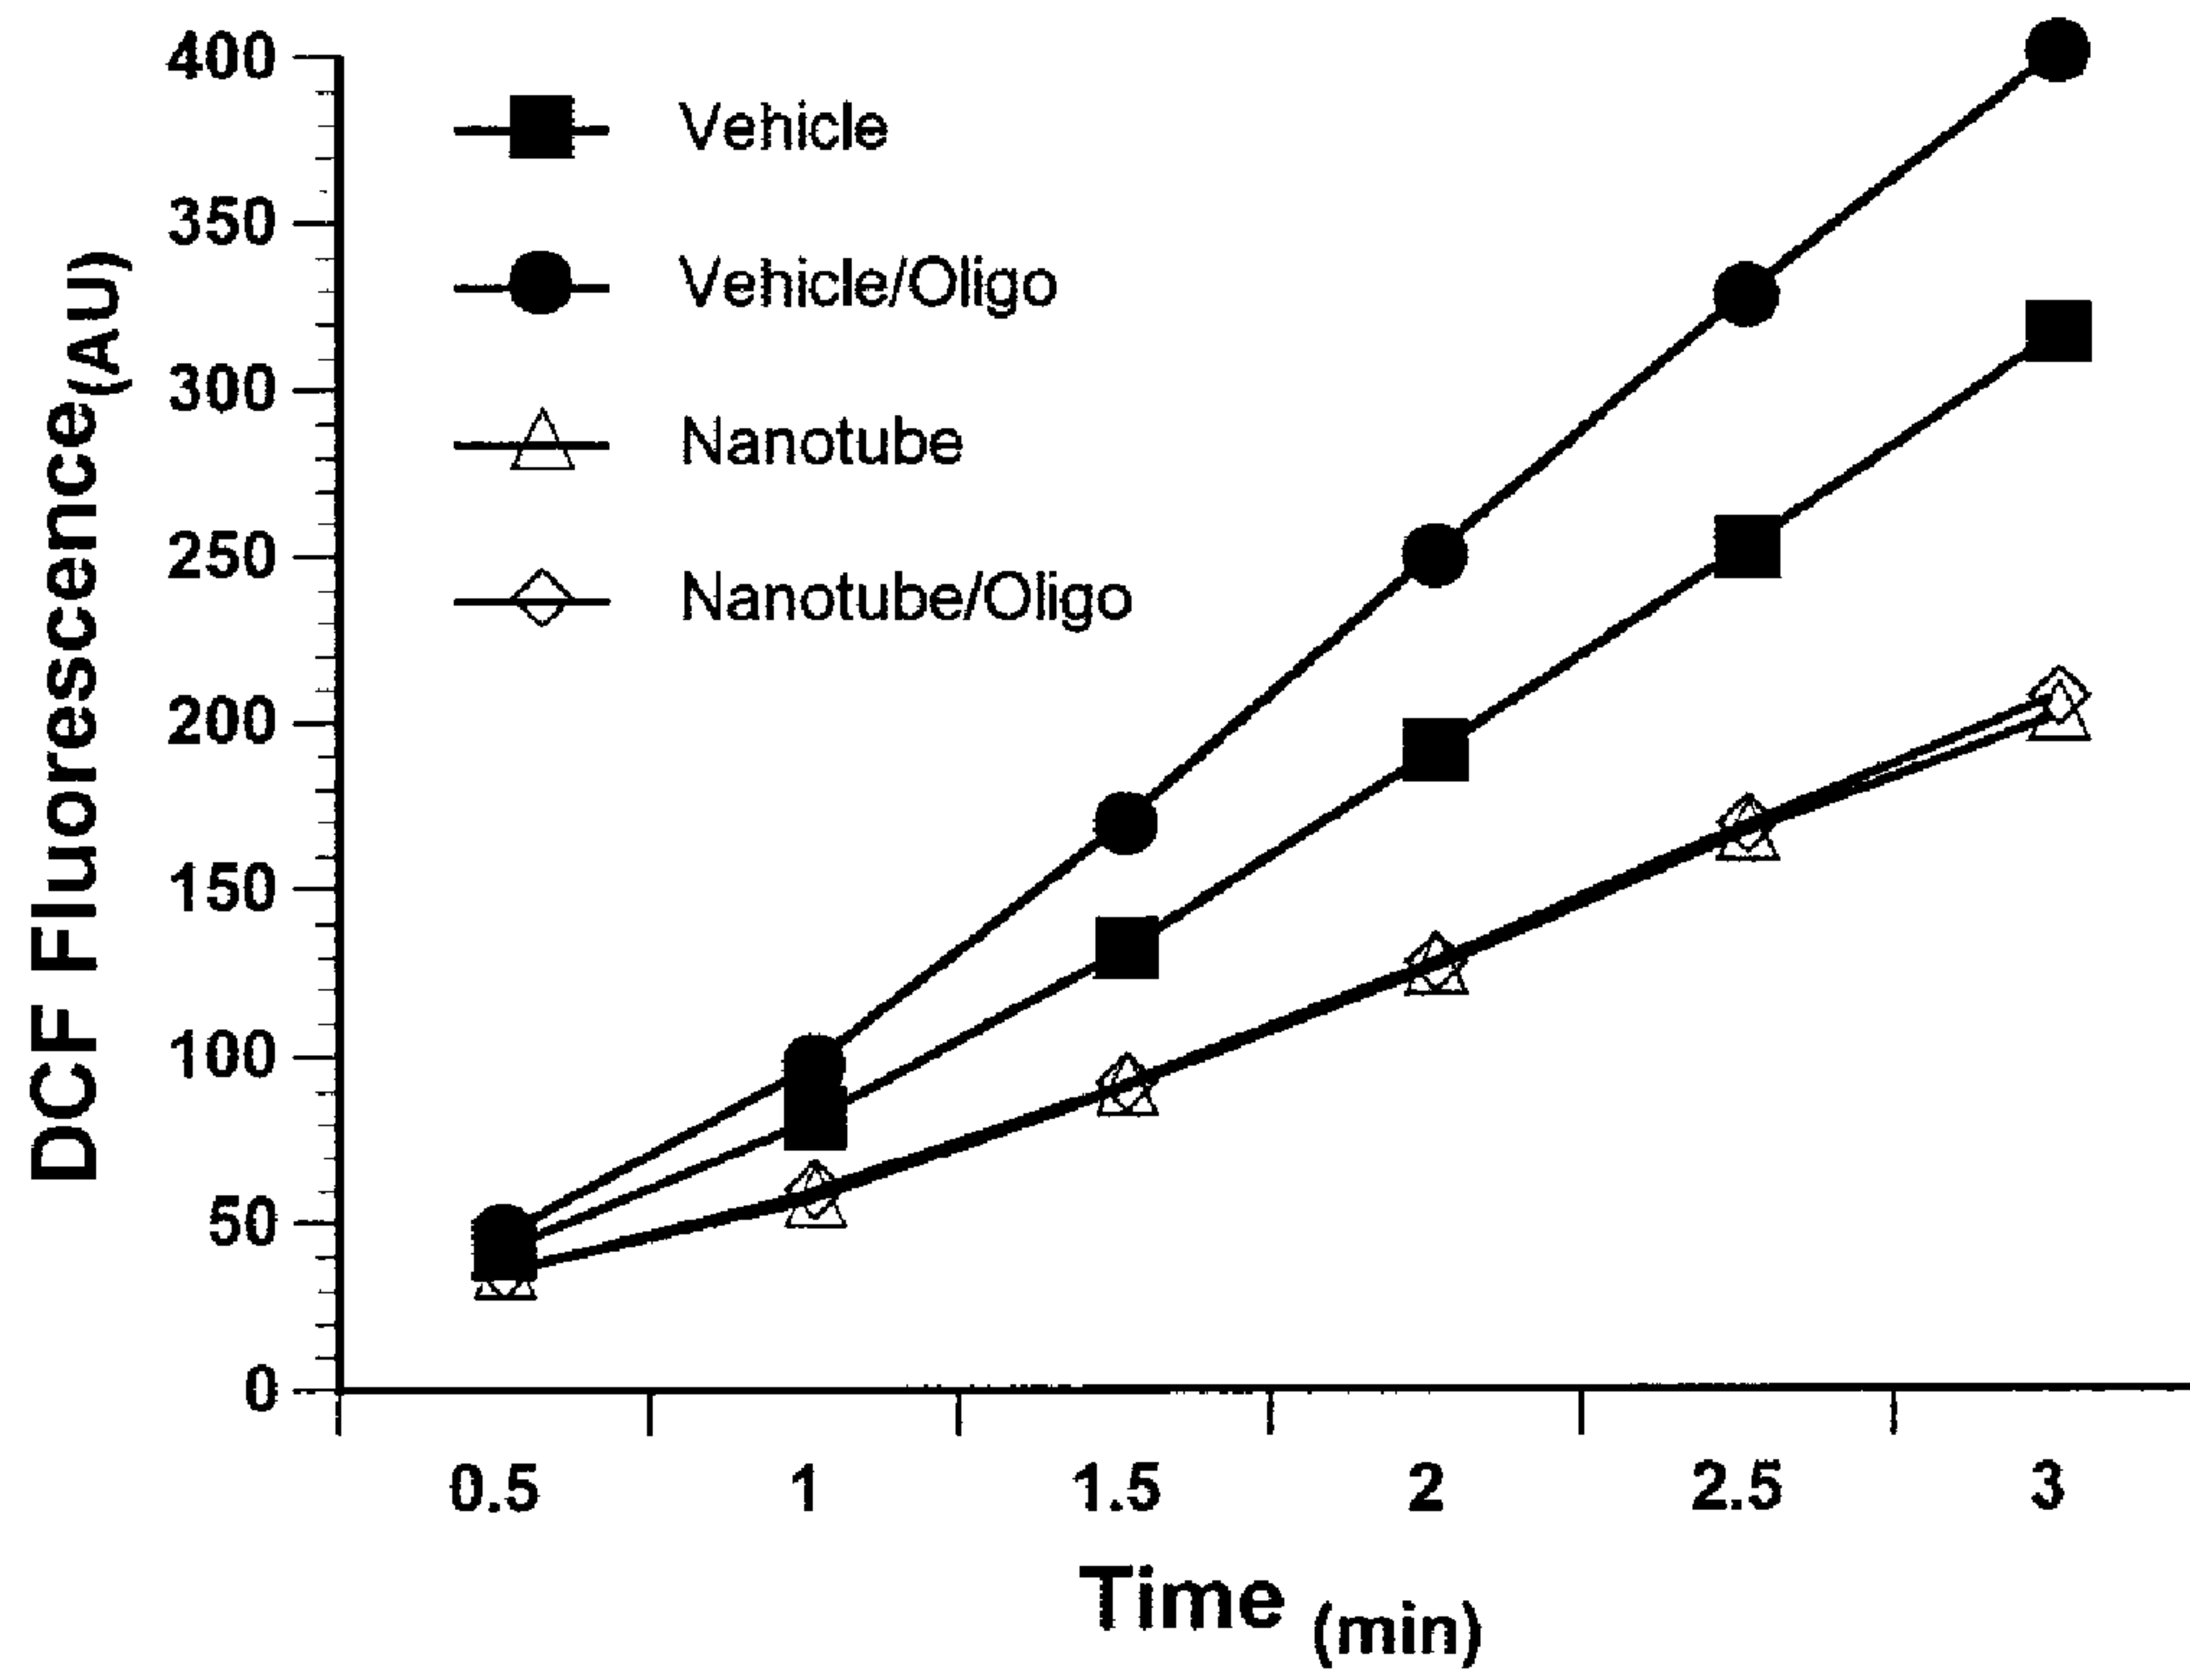 400
350
300
250
200
150
100
50
0
DCF Fluorescence(AU)
Vehicle
Vehicle/Oligo
Nanotube
Nanotube/Oligo
0.5 1 1.5 2 2.5 3
Time (min)